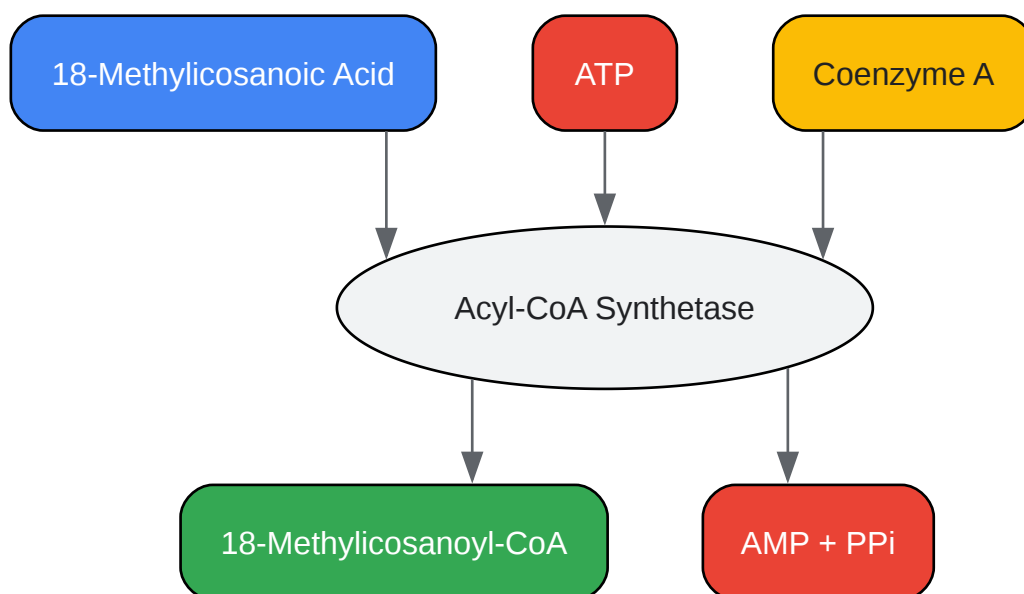 18-Methylicosanoic Acid
ATP
Coenzyme A
Acyl-CoA Synthetase
18-Methylicosanoyl-CoA
AMP + PPi